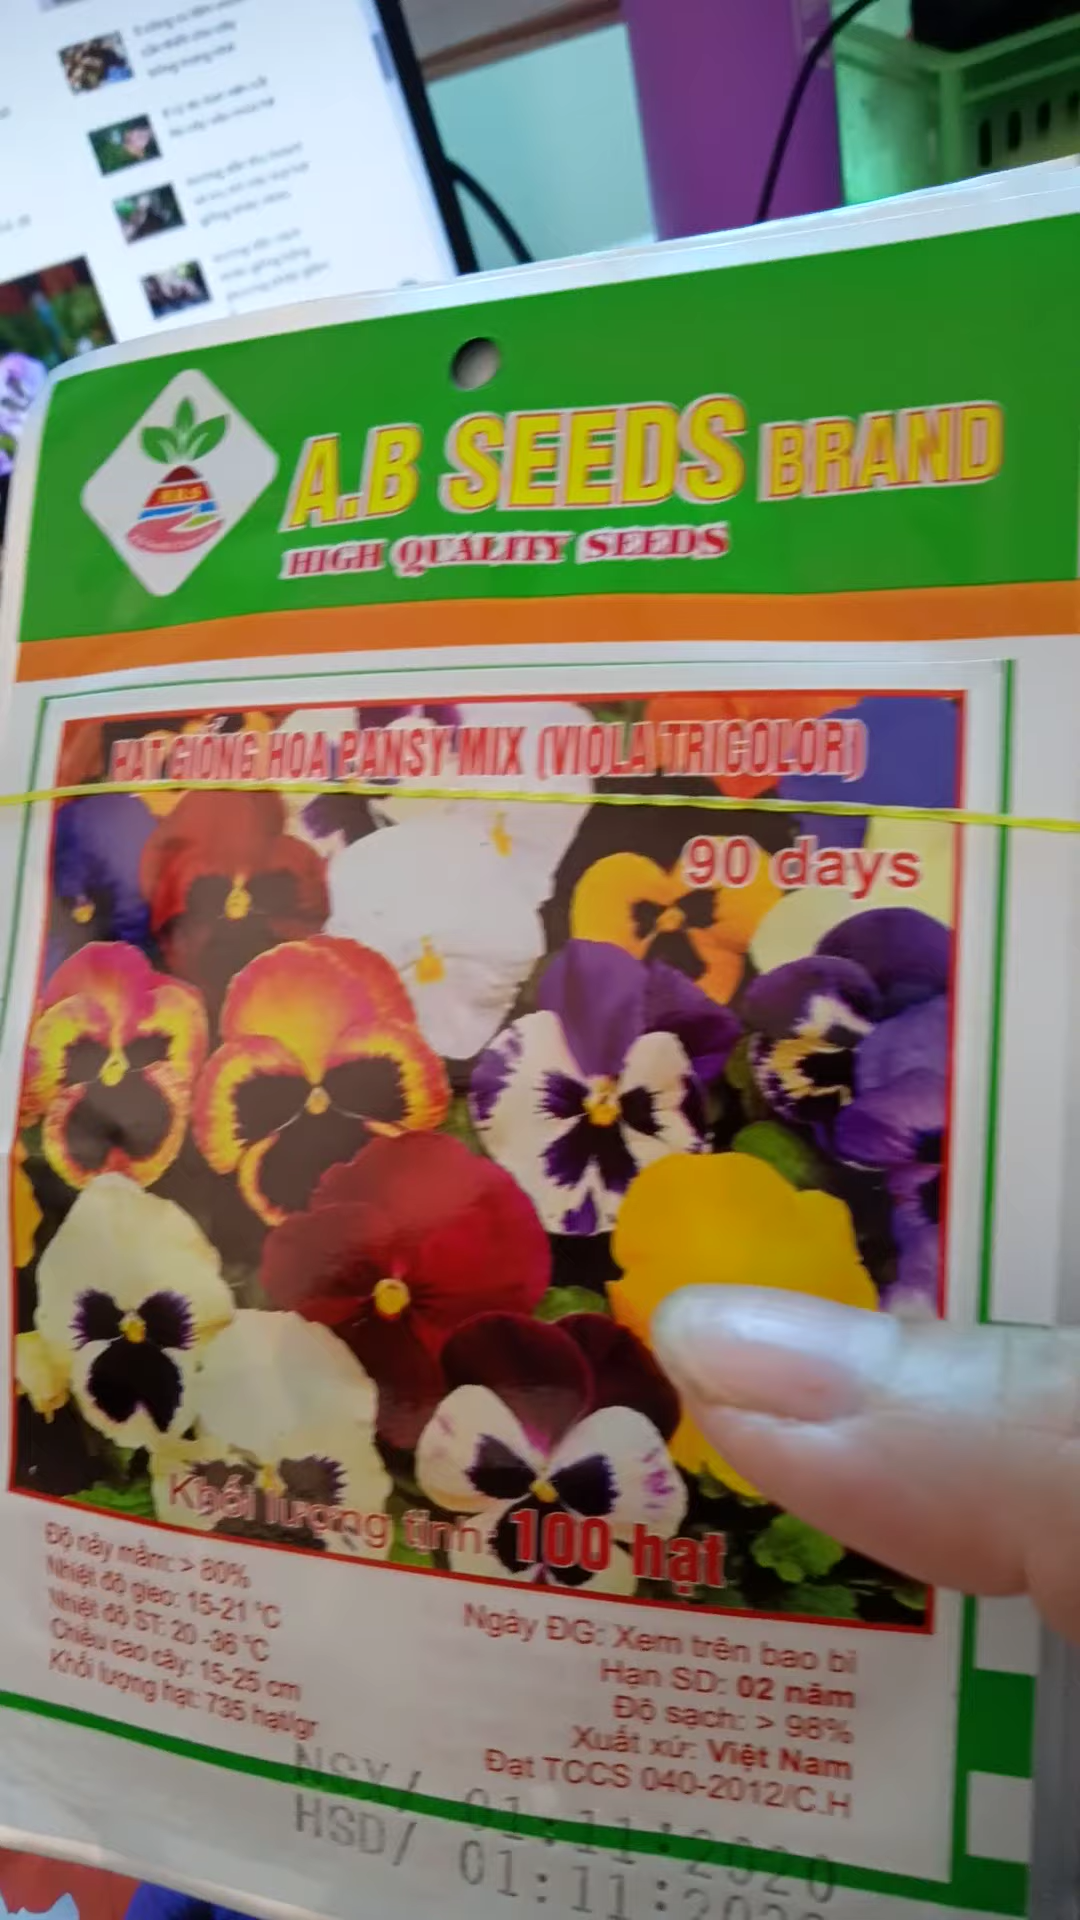 A.B SEEDS BRAND
HIGH QUALITY SEEDS
HẠT GIỐNG HOA PANSY MIX (VIOLA TRICOLOR)
90 days
Khối lượng tịnh: 100 hạt
Độ nảy mầm: > 80%
Nhiệt độ gieo: 15-21 °C
Nhiệt độ ST: 20 -36 °C
Chiều cao cây: 15-25 cm
Khối lượng hạt: 735 hạt/gr
Ngày ĐG: Xem trên bao bì
Hạn SD: 02 năm
Độ sạch: > 98%
Xuất xứ: Việt Nam
Đạt TCCS 040-2012/C.H
NSX/ 01:11:2020
HSD/ 01:11: